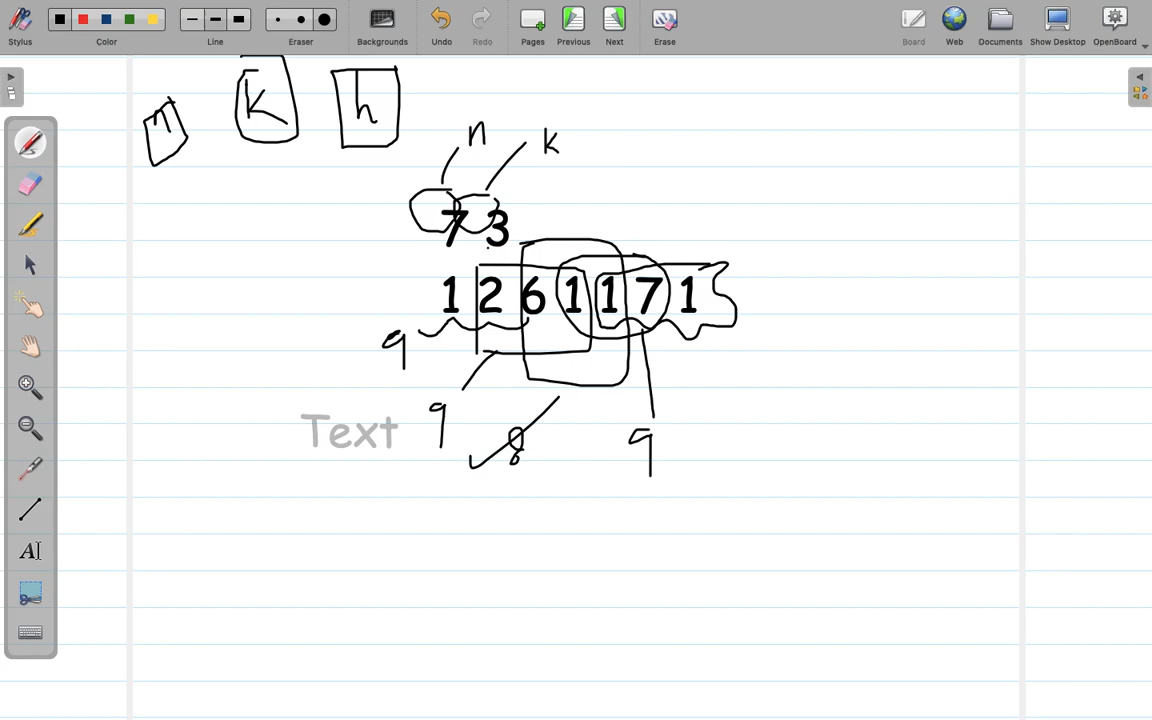 Stylus Color Line Eraser Backgrounds Undo Redo Pages Previous Next Erase Board Web Documents Show Desktop OpenBoard
n k h
n k
7 3
1 2 6 1 1 7 1
9
9 8 9
Text